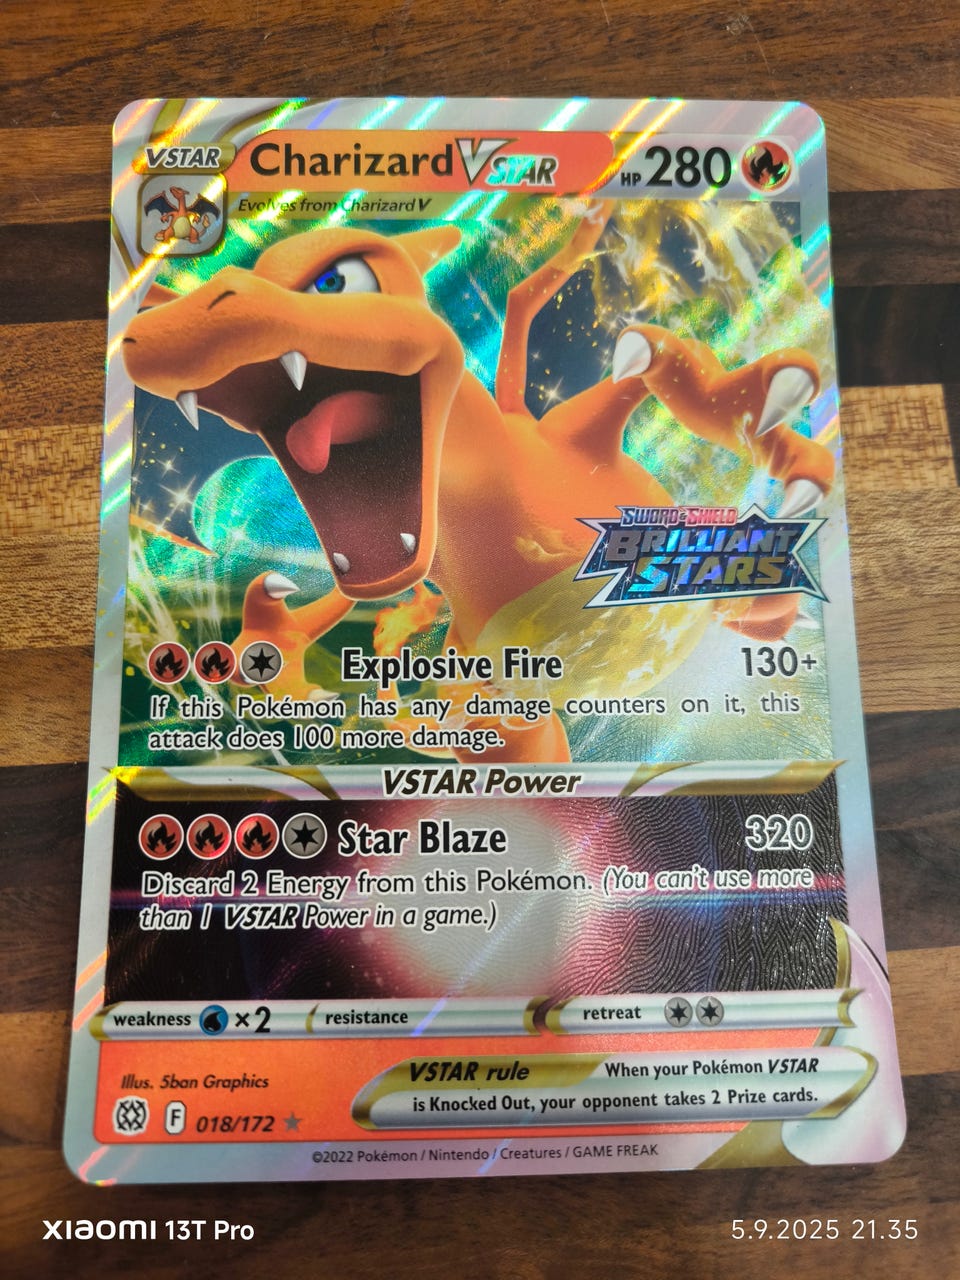 VSTAR
Charizard VSTAR
HP 280
Evolves from Charizard V
SWORD & SHIELD
BRILLIANT
STARS
Explosive Fire 130+
If this Pokémon has any damage counters on it, this
attack does 100 more damage.
VSTAR Power
Star Blaze 320
Discard 2 Energy from this Pokémon. (You can't use more
than 1 VSTAR Power in a game.)
weakness ×2 resistance retreat
VSTAR rule When your Pokémon VSTAR
is Knocked Out, your opponent takes 2 Prize cards.
Illus. 5ban Graphics
F 018/172 ★
©2022 Pokémon / Nintendo / Creatures / GAME FREAK
XIAOMI 13T Pro
5.9.2025 21.35